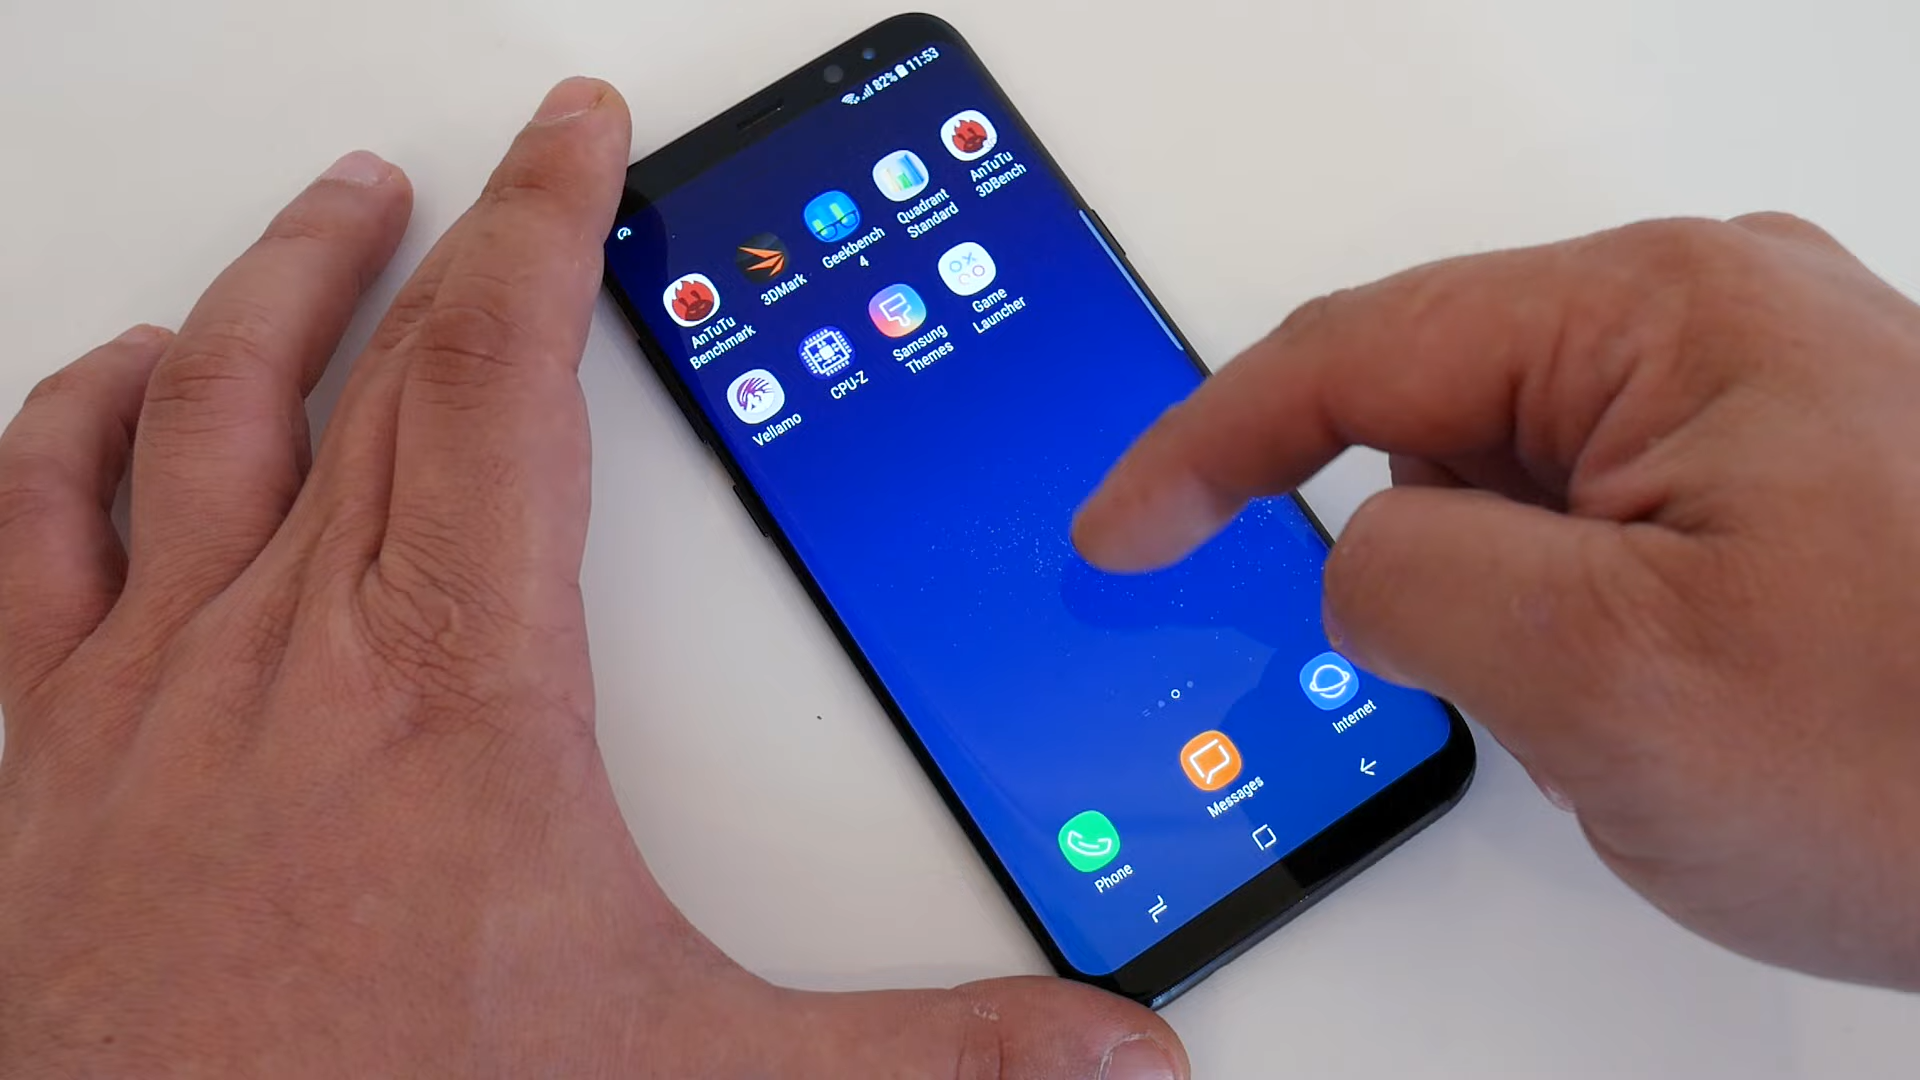 82% 11:53
AnTuTu
Benchmark
3DMark
Geekbench
4
Quadrant
Standard
AnTuTu
3DBench
Vellamo
CPU-Z
Samsung
Themes
Game
Launcher
Phone
Messages
Internet